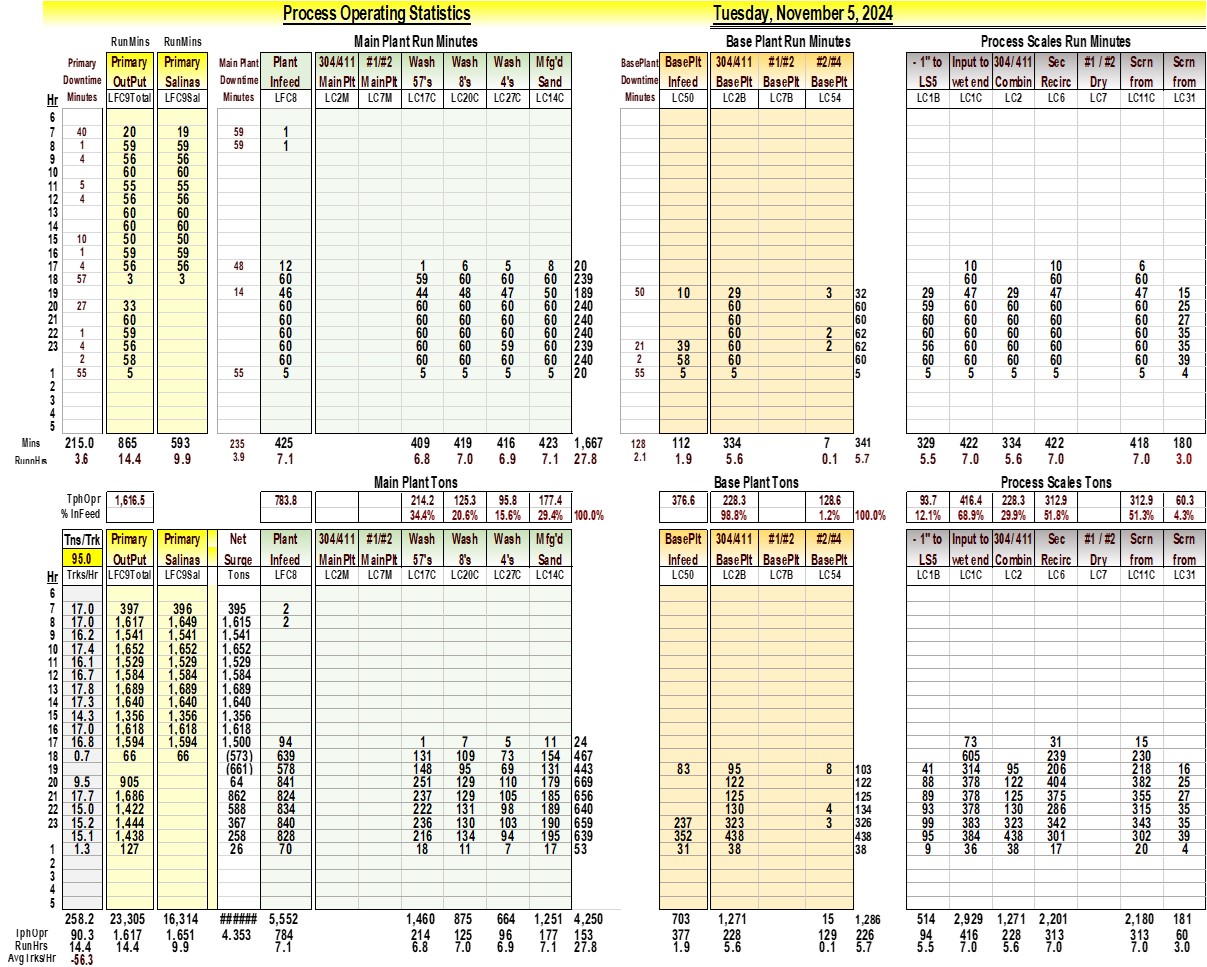 Process Operating Statistics Tuesday, November 5, 2024
RunMins RunMins Main Plant Run Minutes Base Plant Run Minutes Process Scales Run Minutes
Primary Primary Primary Main Plant Plant 304/411 #1/#2 Wash Wash Wash Mfg'd BasePlant BasePlt 304/411 #1/#2 #2/#4 - 1" to Input to 304/411 Sec #1 / #2 Scrn Scrn
Downtime OutPut Salinas Downtime Infeed MainPlt MainPlt 57's 8's 4's Sand Downtime Infeed BasePlt BasePlt BasePlt LS5 wet end Combin Recirc Dry from from
Hr Minutes LFC9Total LFC9Sal Minutes LFC8 LC2M LC7M LC17C LC20C LC27C LC14C Minutes LC50 LC2B LC7B LC54 LC1B LC1C LC2 LC6 LC7 LC11C LC31
6
7 40 20 19 59 1
8 1 59 59 59 1
9 4 56 56
10 60 60
11 5 55 55
12 4 56 56
13 60 60
14 60 60
15 10 50 50
16 1 59 59
17 4 56 56 48 12 1 6 5 8 20 10 10 6
18 57 3 3 60 59 60 60 60 239 60 60 60
19 14 46 44 48 47 50 189 50 10 29 3 32 29 47 29 47 47 15
20 27 33 60 60 60 60 60 240 60 60 59 60 60 60 60 25
21 60 60 60 60 60 60 240 60 60 60 60 60 60 60 27
22 1 59 60 60 60 60 60 240 60 2 62 60 60 60 60 60 35
23 4 56 60 60 60 59 60 239 21 39 60 2 62 56 60 60 60 60 35
2 58 60 60 60 60 60 240 2 58 60 60 60 60 60 60 60 39
1 55 5 55 5 5 5 5 5 20 55 5 5 5 5 5 5 5 5 4
2
3
4
5
Mins 215.0 865 593 235 425 409 419 416 423 1,667 128 112 334 7 341 329 422 334 422 418 180
RunnHrs 3.6 14.4 9.9 3.9 7.1 6.8 7.0 6.9 7.1 27.8 2.1 1.9 5.6 0.1 5.7 5.5 7.0 5.6 7.0 7.0 3.0
Main Plant Tons Base Plant Tons Process Scales Tons
TphOpr 1,616.5 783.8 214.2 125.3 95.8 177.4 376.6 228.3 128.6 93.7 416.4 228.3 312.9 312.9 60.3
% InFeed 34.4% 20.6% 15.6% 29.4% 100.0% 98.8% 1.2% 100.0% 12.1% 68.9% 29.9% 51.8% 51.3% 4.3%
Tns/Trk Primary Primary Net Plant 304/411 #1/#2 Wash Wash Wash Mfg'd BasePlt 304/411 #1/#2 #2/#4 - 1" to Input to 304/411 Sec #1 / #2 Scrn Scrn
95.0 OutPut Salinas Surge Infeed MainPlt MainPlt 57's 8's 4's Sand Infeed BasePlt BasePlt BasePlt LS5 wet end Combin Recirc Dry from from
Hr Trks/Hr LFC9Total LFC9Sal Tons LFC8 LC2M LC7M LC17C LC20C LC27C LC14C LC50 LC2B LC7B LC54 LC1B LC1C LC2 LC6 LC7 LC11C LC31
6
7 17.0 397 396 395 2
8 17.0 1,617 1,649 1,615 2
9 16.2 1,541 1,541 1,541
10 17.4 1,652 1,652 1,652
11 16.1 1,529 1,529 1,529
12 16.7 1,584 1,584 1,584
13 17.8 1,689 1,689 1,689
14 17.3 1,640 1,640 1,640
15 14.3 1,356 1,356 1,356
16 17.0 1,618 1,618 1,618
17 16.8 1,594 1,594 1,500 94 1 7 5 11 24 73 31 15
18 0.7 66 66 (573) 639 131 109 73 154 467 605 239 230
19 (661) 578 148 95 69 131 443 83 95 8 103 41 314 95 206 218 16
20 9.5 905 64 841 251 129 110 179 669 122 122 88 378 122 404 382 25
21 17.7 1,686 862 824 237 129 105 185 656 125 125 89 378 125 375 355 27
22 15.0 1,422 588 834 222 131 98 189 640 130 4 134 93 378 130 286 315 35
23 15.2 1,444 367 840 236 130 103 190 659 237 323 3 326 99 383 323 342 343 35
15.1 1,438 258 828 216 134 94 195 639 352 438 438 95 384 438 301 302 39
1 1.3 127 26 70 18 11 7 17 53 31 38 38 9 36 38 17 20 4
2
3
4
5
258.2 23,305 16,314 ###### 5,552 1,460 875 664 1,251 4,250 703 1,271 15 1,286 514 2,929 1,271 2,201 2,180 181
TphOpr 90.3 1,617 1,651 4.353 784 214 125 96 177 153 377 228 129 226 94 416 228 313 313 60
RunHrs 14.4 14.4 9.9 7.1 6.8 7.0 6.9 7.1 27.8 1.9 5.6 0.1 5.7 5.5 7.0 5.6 7.0 7.0 3.0
AvgTrks/Hr -56.3